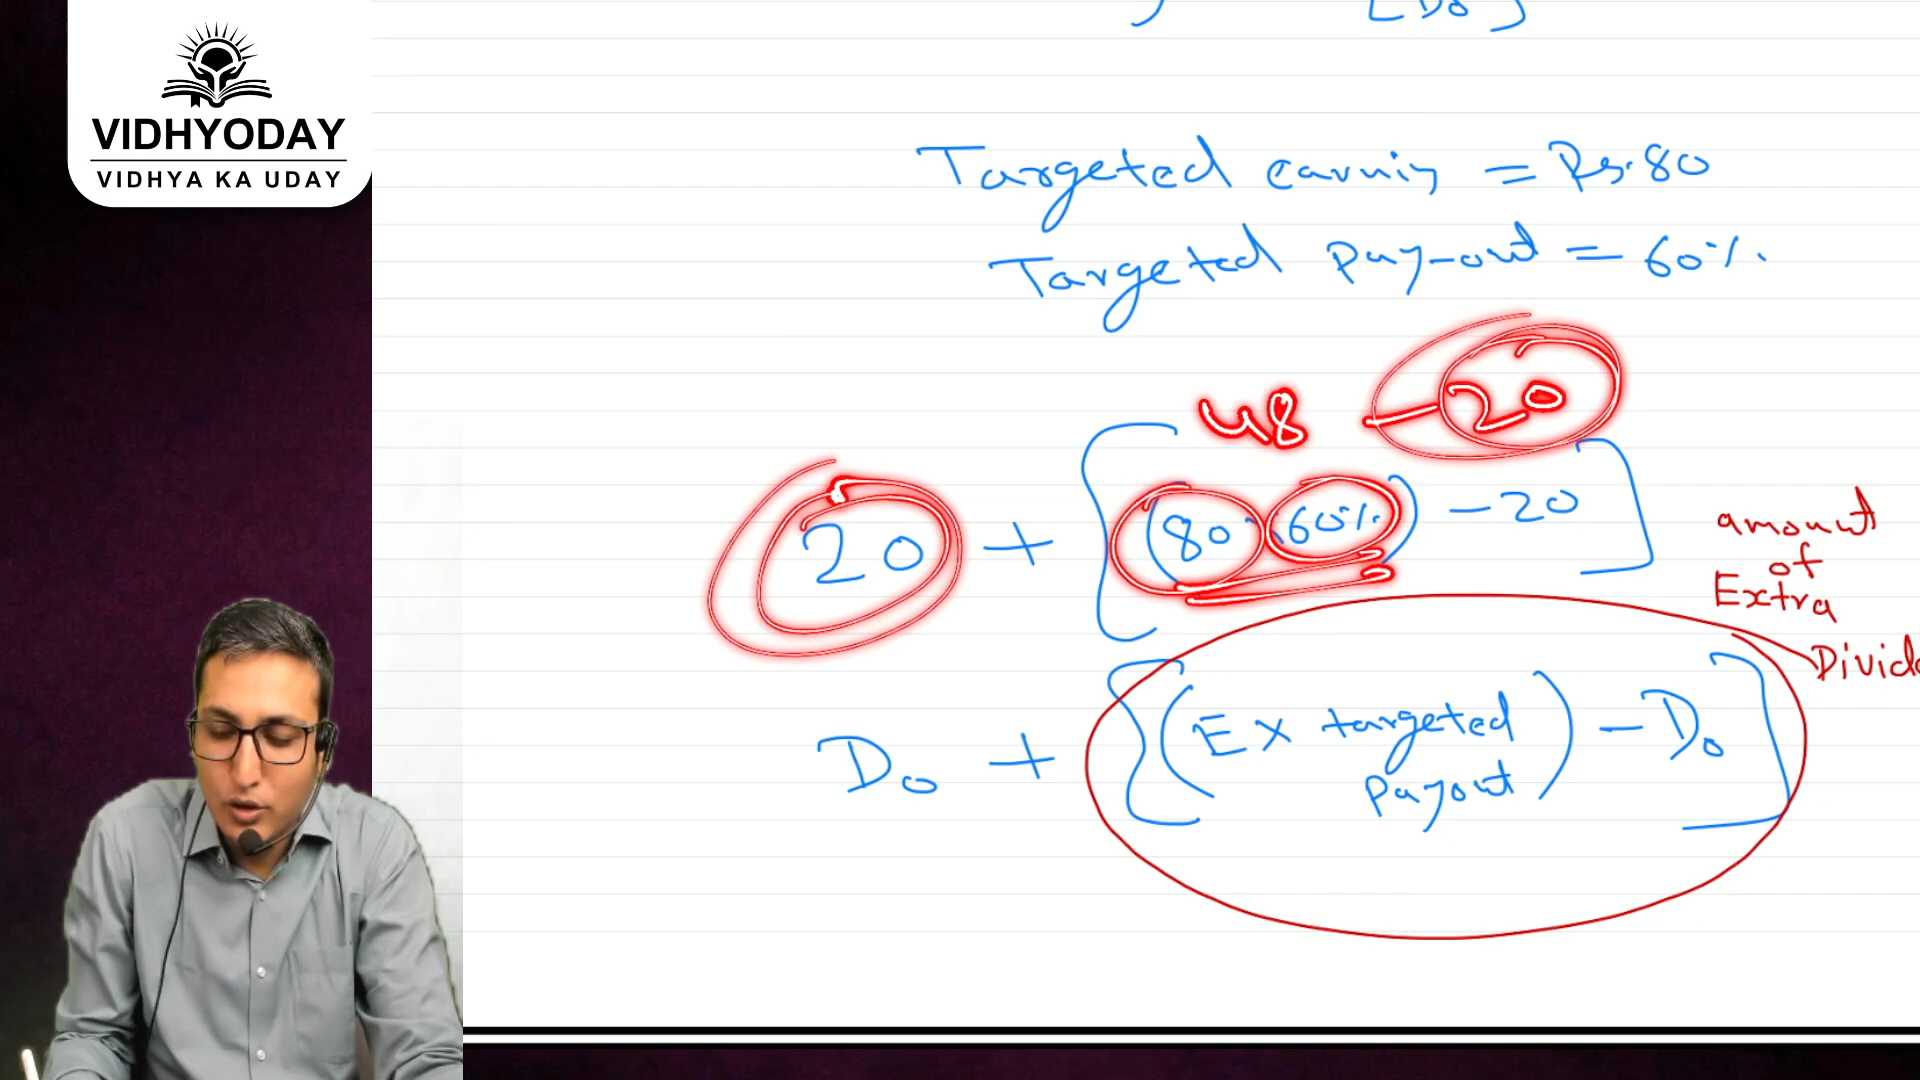 [D₀]
VIDHYODAY
VIDHYA KA UDAY
Targeted earning = Rs.80
Targeted Pay-out = 60%.
48 -20
20 + [(80 × 60%) - 20]
amount
of
Extra
D₀ + [(E x targeted Payout) - D₀]